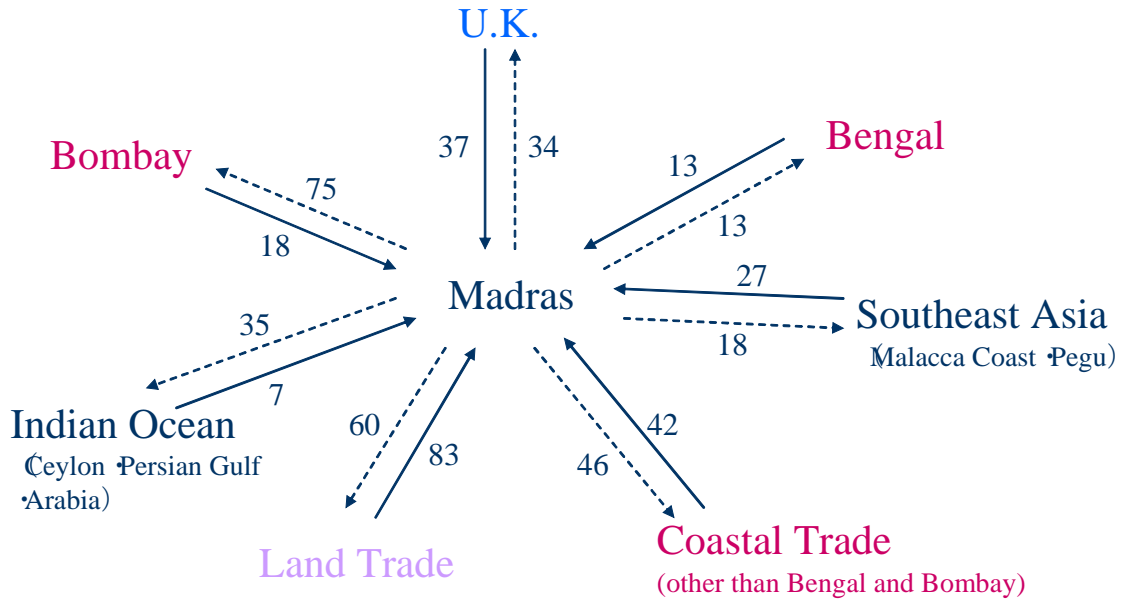 U.K.
Bombay
Bengal
37
34
75
18
13
13
Madras
27
18
Southeast Asia
(Malacca Coast・Pegu）
35
7
Indian Ocean
(Ceylon・Persian Gulf
・Arabia）
60
83
42
46
Land Trade
Coastal Trade
(other than Bengal and Bombay)